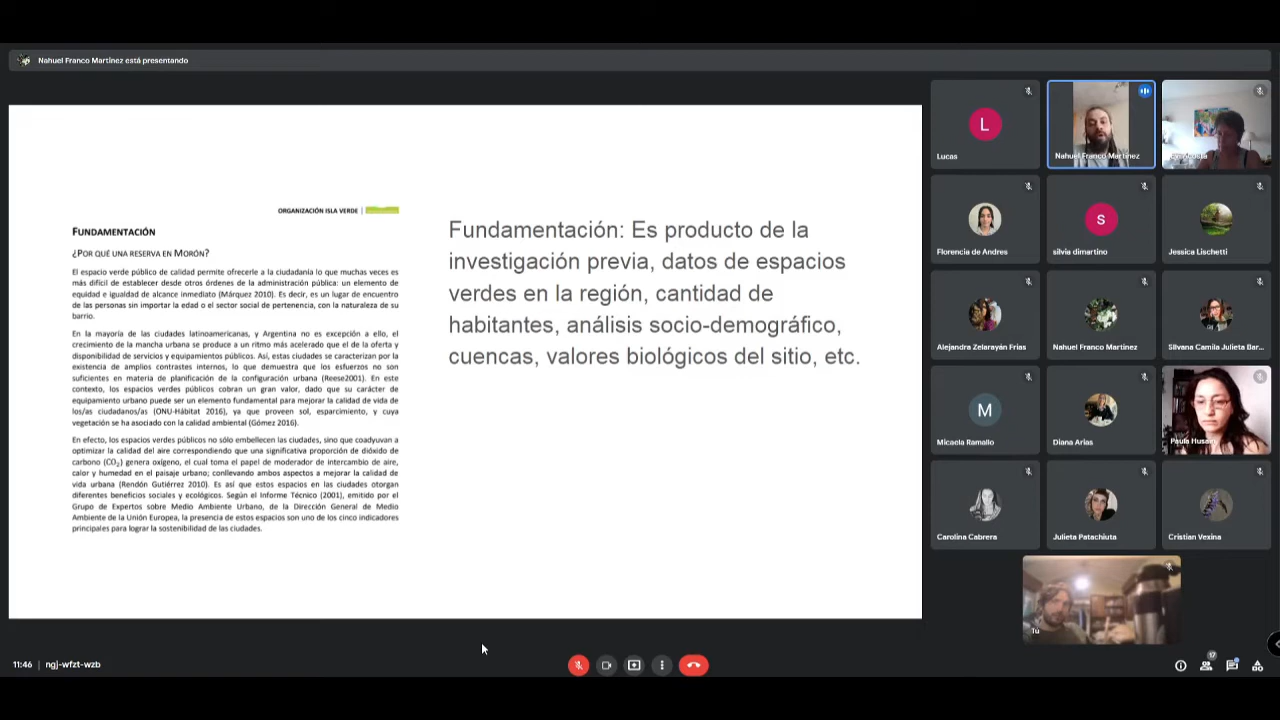 Nahuel Franco Martínez está presentando
ORGANIZACIÓN ISLA VERDE |
FUNDAMENTACIÓN
¿POR QUÉ UNA RESERVA EN MORÓN?
El espacio verde público de calidad permite ofrecerle a la ciudadanía lo que muchas veces es
más difícil de establecer desde otros órdenes de la administración pública: un elemento de
equidad e igualdad de alcance inmediato (Márquez 2010). Es decir, es un lugar de encuentro
de las personas sin importar la edad o el sector social de pertenencia, con la naturaleza de su
barrio.
En la mayoría de las ciudades latinoamericanas, y Argentina no es excepción a ello, el
crecimiento de la mancha urbana se produce a un ritmo más acelerado que el de la oferta y
disponibilidad de servicios y equipamientos públicos. Así, estas ciudades se caracterizan por la
existencia de amplios contrastes internos, lo que demuestra que los esfuerzos no son
suficientes en materia de planificación de la configuración urbana (Reese2001). En este
contexto, los espacios verdes públicos cobran un gran valor, dado que su carácter de
equipamiento urbano puede ser un elemento fundamental para mejorar la calidad de vida de
los/as ciudadanos/as (ONU-Hábitat 2016), ya que proveen sol, esparcimiento, y cuya
vegetación se ha asociado con la calidad ambiental (Gómez 2016).
En efecto, los espacios verdes públicos no sólo embellecen las ciudades, sino que coadyuvan a
optimizar la calidad del aire correspondiendo que una significativa proporción de dióxido de
carbono (CO2) genera oxígeno, el cual toma el papel de moderador de intercambio de aire,
calor y humedad en el paisaje urbano; conllevando ambos aspectos a mejorar la calidad de
vida urbana (Rendón Gutiérrez 2010). Es así que estos espacios en las ciudades otorgan
diferentes beneficios sociales y ecológicos. Según el Informe Técnico (2001), emitido por el
Grupo de Expertos sobre Medio Ambiente Urbano, de la Dirección General de Medio
Ambiente de la Unión Europea, la presencia de estos espacios son uno de los cinco indicadores
principales para lograr la sostenibilidad de las ciudades.
Fundamentación: Es producto de la
investigación previa, datos de espacios
verdes en la región, cantidad de
habitantes, análisis socio-demográfico,
cuencas, valores biológicos del sitio, etc.
L
Lucas
Nahuel Franco Martínez
Florencia de Andres
S
silvia dimartino
Jessica Lischetti
Alejandra Zelarayán Frías
Nahuel Franco Martínez
Silvana Camila Julieta Bar...
M
Micaela Ramallo
Diana Arias
Paula Husain
Carolina Cabrera
Julieta Patachiuta
Cristian Vexina
Tú
11:46 | ngj-wfzt-wzb
17